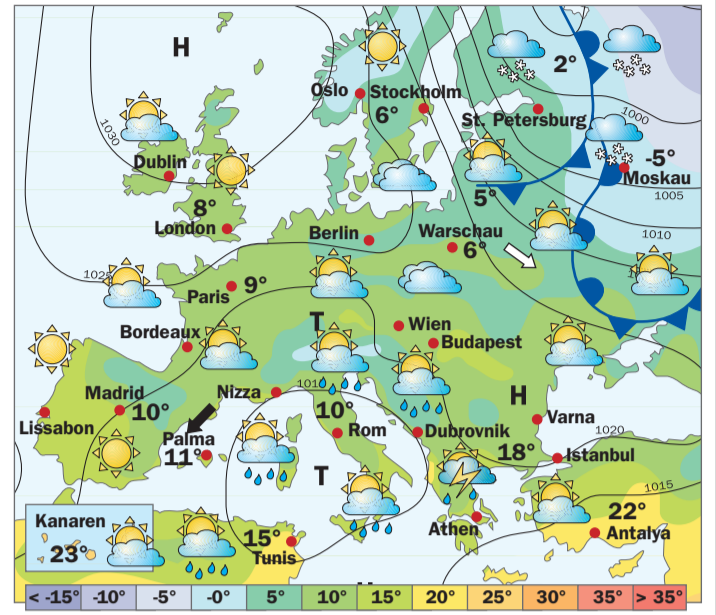 H
2°
Oslo
Stockholm
6°
1000
1030
St. Petersburg
-5°
Moskau
Dublin
5°
1005
8°
London
Berlin
Warschau
6°
1010
1025
Paris
9°
Bordeaux
T
Wien
Budapest
Nizza
Madrid
10°
10°
H
Varna
Lissabon
Palma
11°
Rom
Dubrovnik
18°
1020
Istanbul
T
1015
Kanaren
23°
15°
Tunis
Athen
22°
Antalya
< -15° -10° -5° -0° 5° 10° 15° 20° 25° 30° 35° > 35°